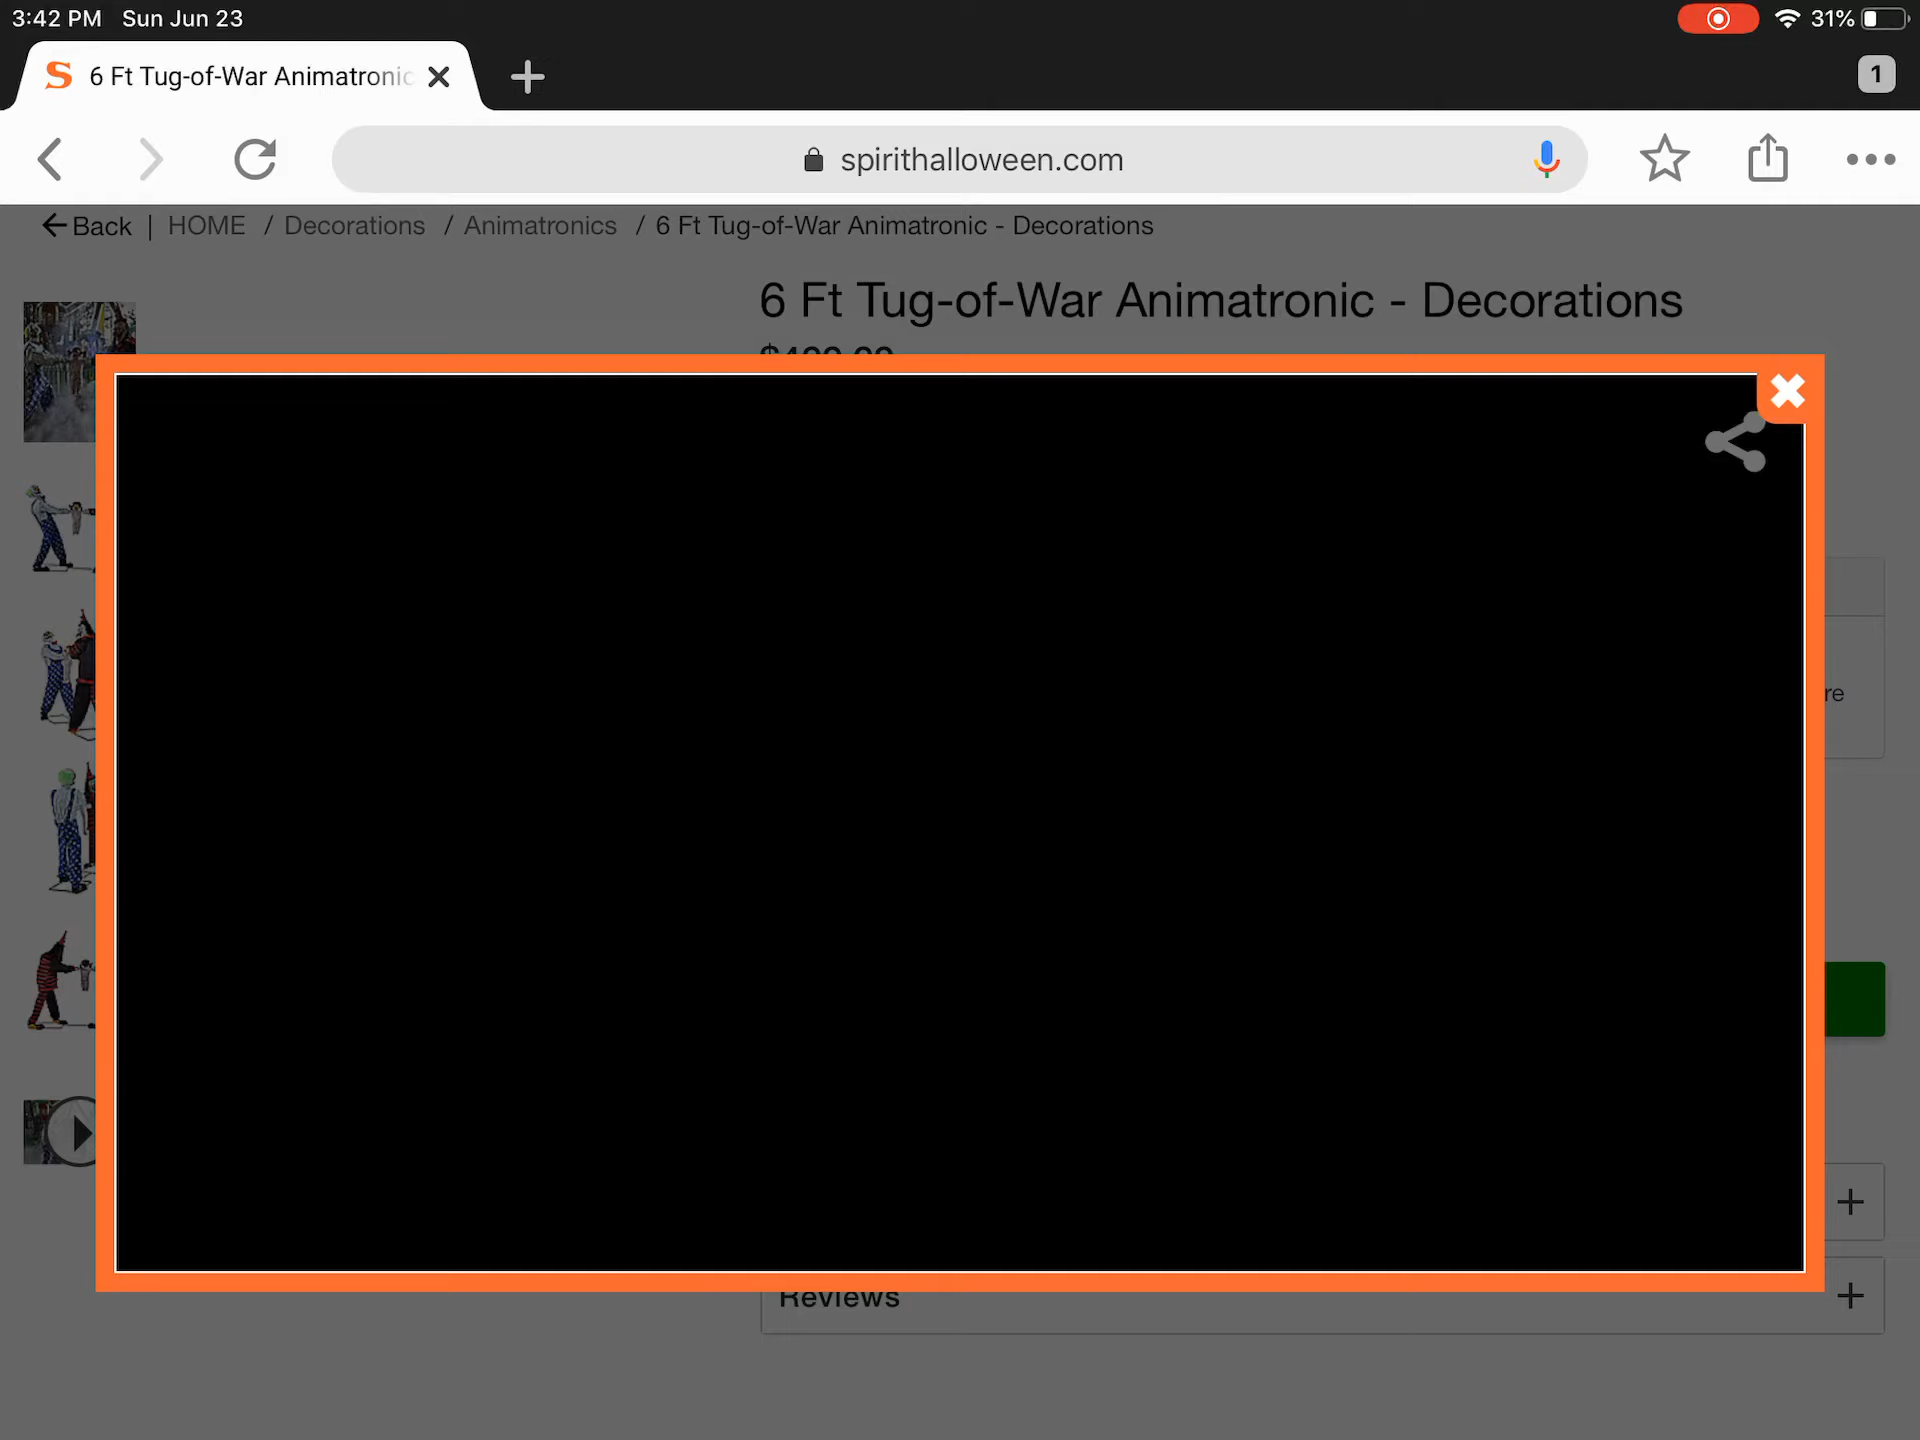 3:42 PM Sun Jun 23
31%
S 6 Ft Tug-of-War Animatronic
1
spirithalloween.com
Back | HOME / Decorations / Animatronics / 6 Ft Tug-of-War Animatronic - Decorations
6 Ft Tug-of-War Animatronic - Decorations
re
Reviews